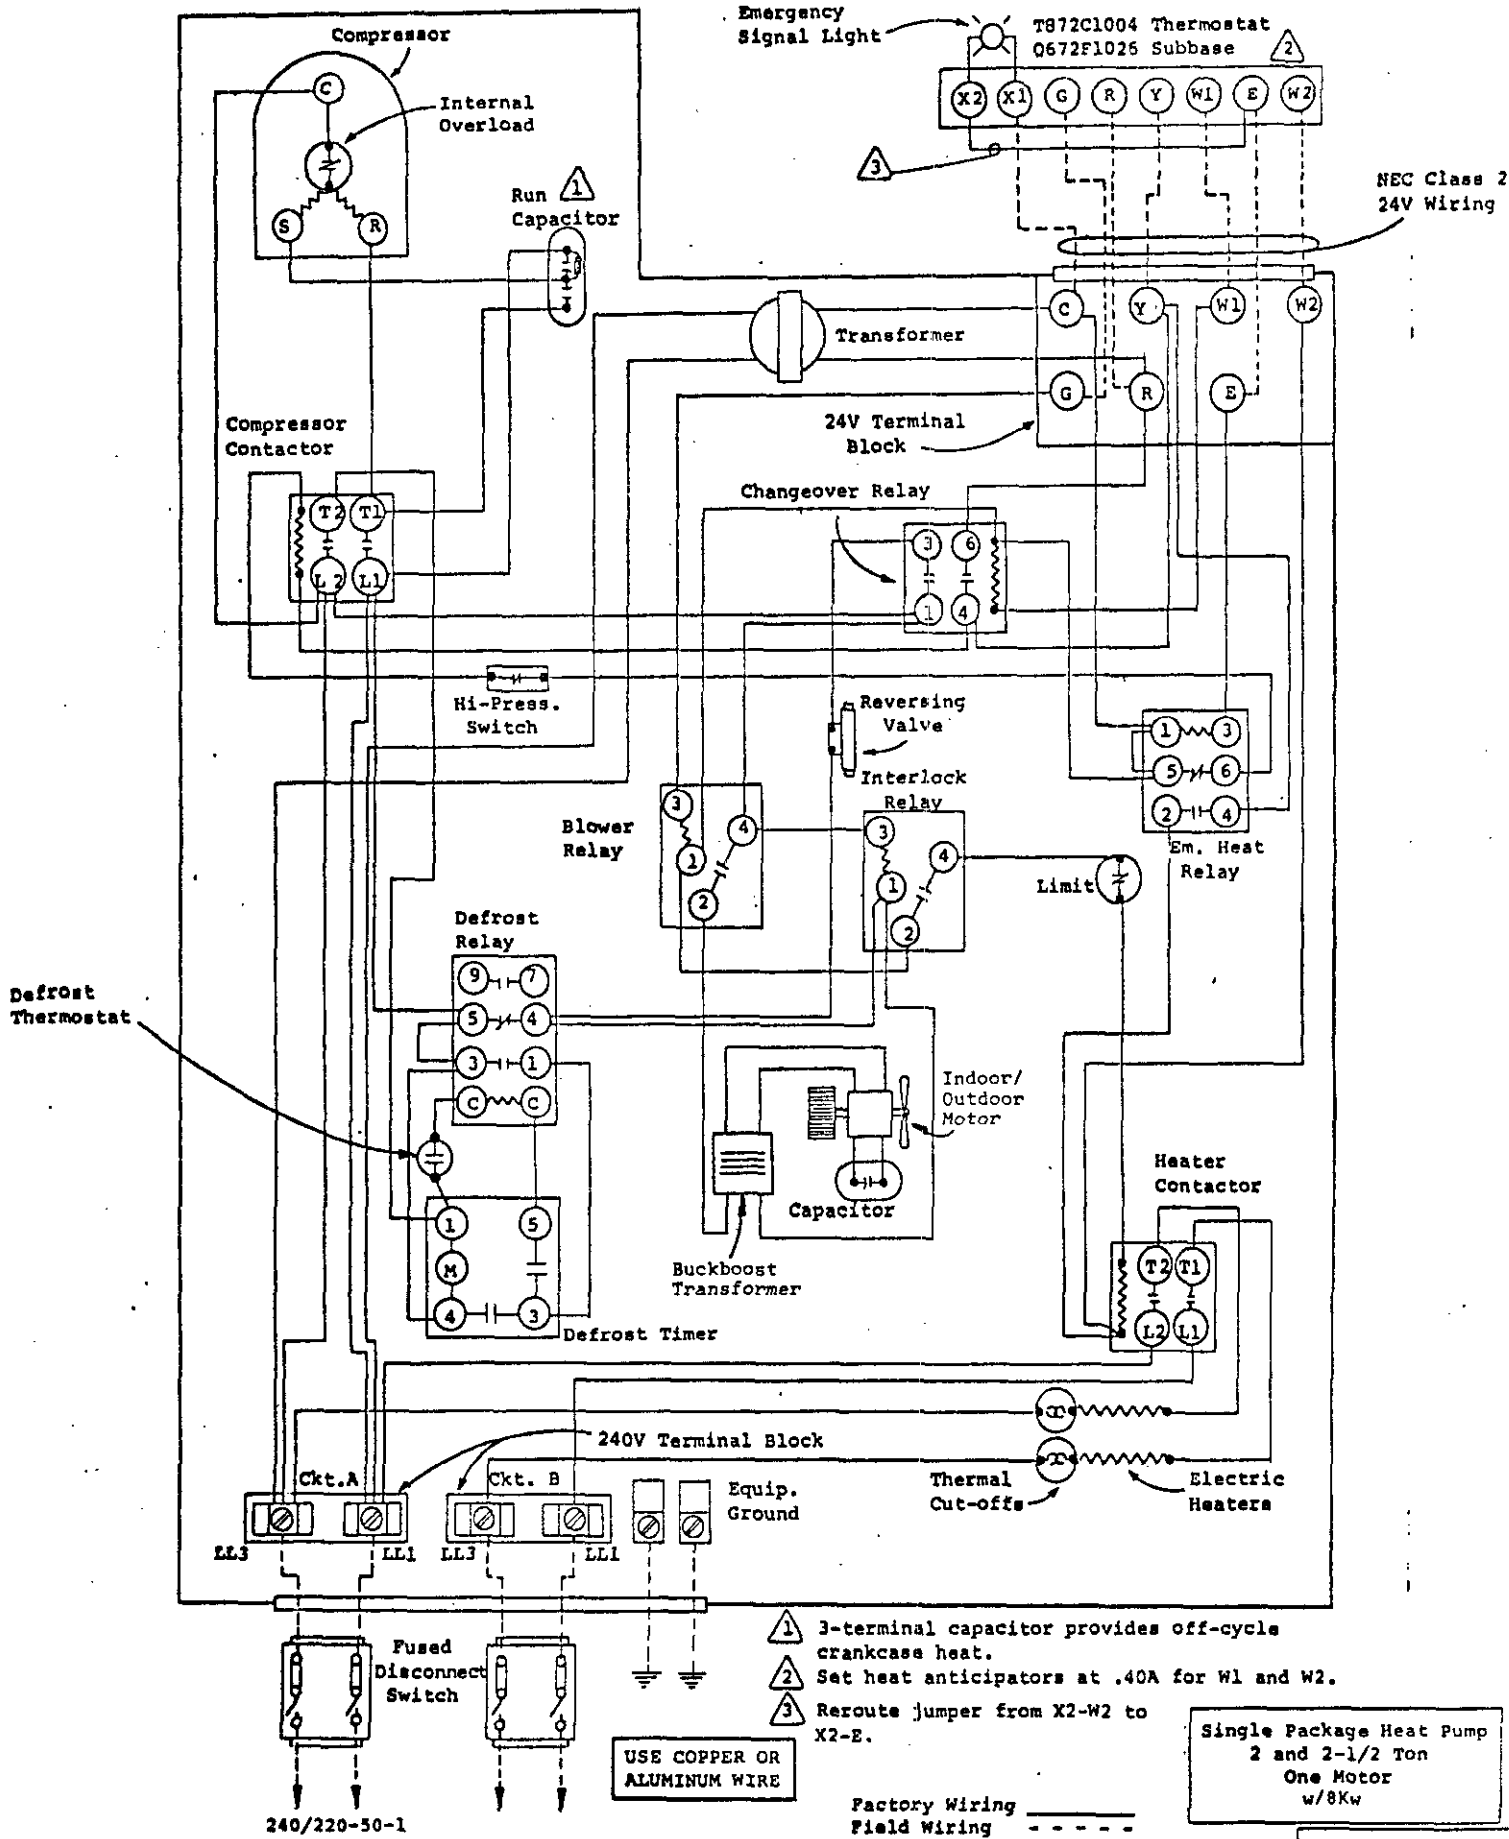 Emergency
Signal Light
T872C1004 Thermostat
Q672F1026 Subbase
2
X2 X1 G R Y W1 E W2
3
NEC Class 2
24V Wiring
Compressor
C
Internal
Overload
S R
Run 1
Capacitor
Transformer
C Y W1 W2
G R E
24V Terminal
Block
Compressor
Contactor
T2 T1
L2 L1
Changeover Relay
3 6
1 4
Hi-Press.
Switch
Reversing
Valve
1 3
5 6
2 4
Em. Heat
Relay
Blower
Relay
3
4
1
2
Interlock
Relay
3
4
1
2
Limit
Defrost
Relay
9 7
5 4
3 1
C C
Defrost
Thermostat
1 5
M
4 3
Defrost Timer
Indoor/
Outdoor
Motor
Capacitor
Buckboost
Transformer
Heater
Contactor
T2 T1
L2 L1
240V Terminal Block
Ckt.A
Ckt. B
LL3 LL1
LL3 LL1
Equip.
Ground
Thermal
Cut-offs
Electric
Heaters
Fused
Disconnect
Switch
240/220-50-1
1 3-terminal capacitor provides off-cycle
crankcase heat.
2 Set heat anticipators at .40A for W1 and W2.
3 Reroute jumper from X2-W2 to
X2-E.
USE COPPER OR
ALUMINUM WIRE
Factory Wiring
Field Wiring
Single Package Heat Pump
2 and 2-1/2 Ton
One Motor
w/8Kw